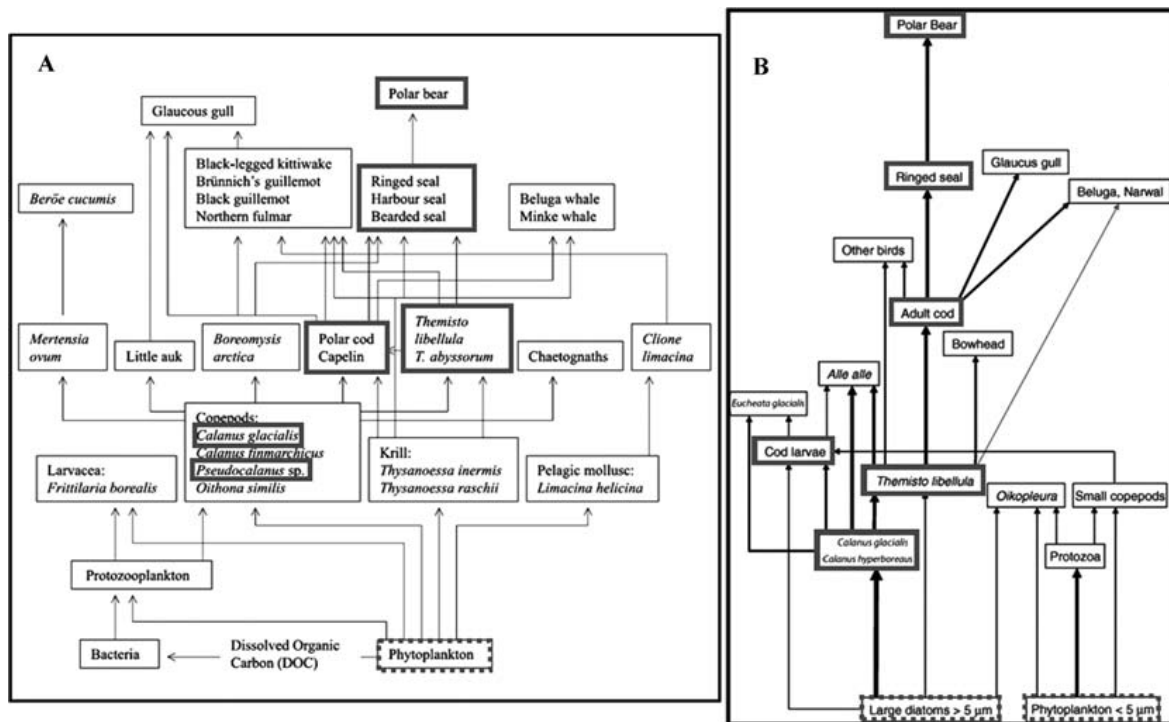 A
Glaucous gull
Polar bear
Black-legged kittiwake
Brünnich's guillemot
Black guillemot
Northern fulmar
Ringed seal
Harbour seal
Bearded seal
Beluga whale
Minke whale
Beröe cucumis
Mertensia
ovum
Little auk
Boreomysis
arctica
Polar cod
Capelin
Themisto
libellula
T. abyssorum
Chaetognaths
Clione
limacina
Copepods:
Calanus glacialis
Calanus finmarchicus
Pseudocalanus sp.
Oithona similis
Larvacea:
Frittilaria borealis
Krill:
Thysanoessa inermis
Thysanoessa raschii
Pelagic mollusc:
Limacina helicina
Protozooplankton
Bacteria
Dissolved Organic
Carbon (DOC)
Phytoplankton
B
Polar Bear
Ringed seal
Glaucus gull
Beluga, Narwal
Other birds
Adult cod
Bowhead
Alle alle
Eucheata glacialis
Cod larvae
Themisto libellula
Oikopleura
Small copepods
Calanus glacialis
Calanus hyperboreus
Protozoa
Large diatoms > 5 μm
Phytoplankton < 5 μm